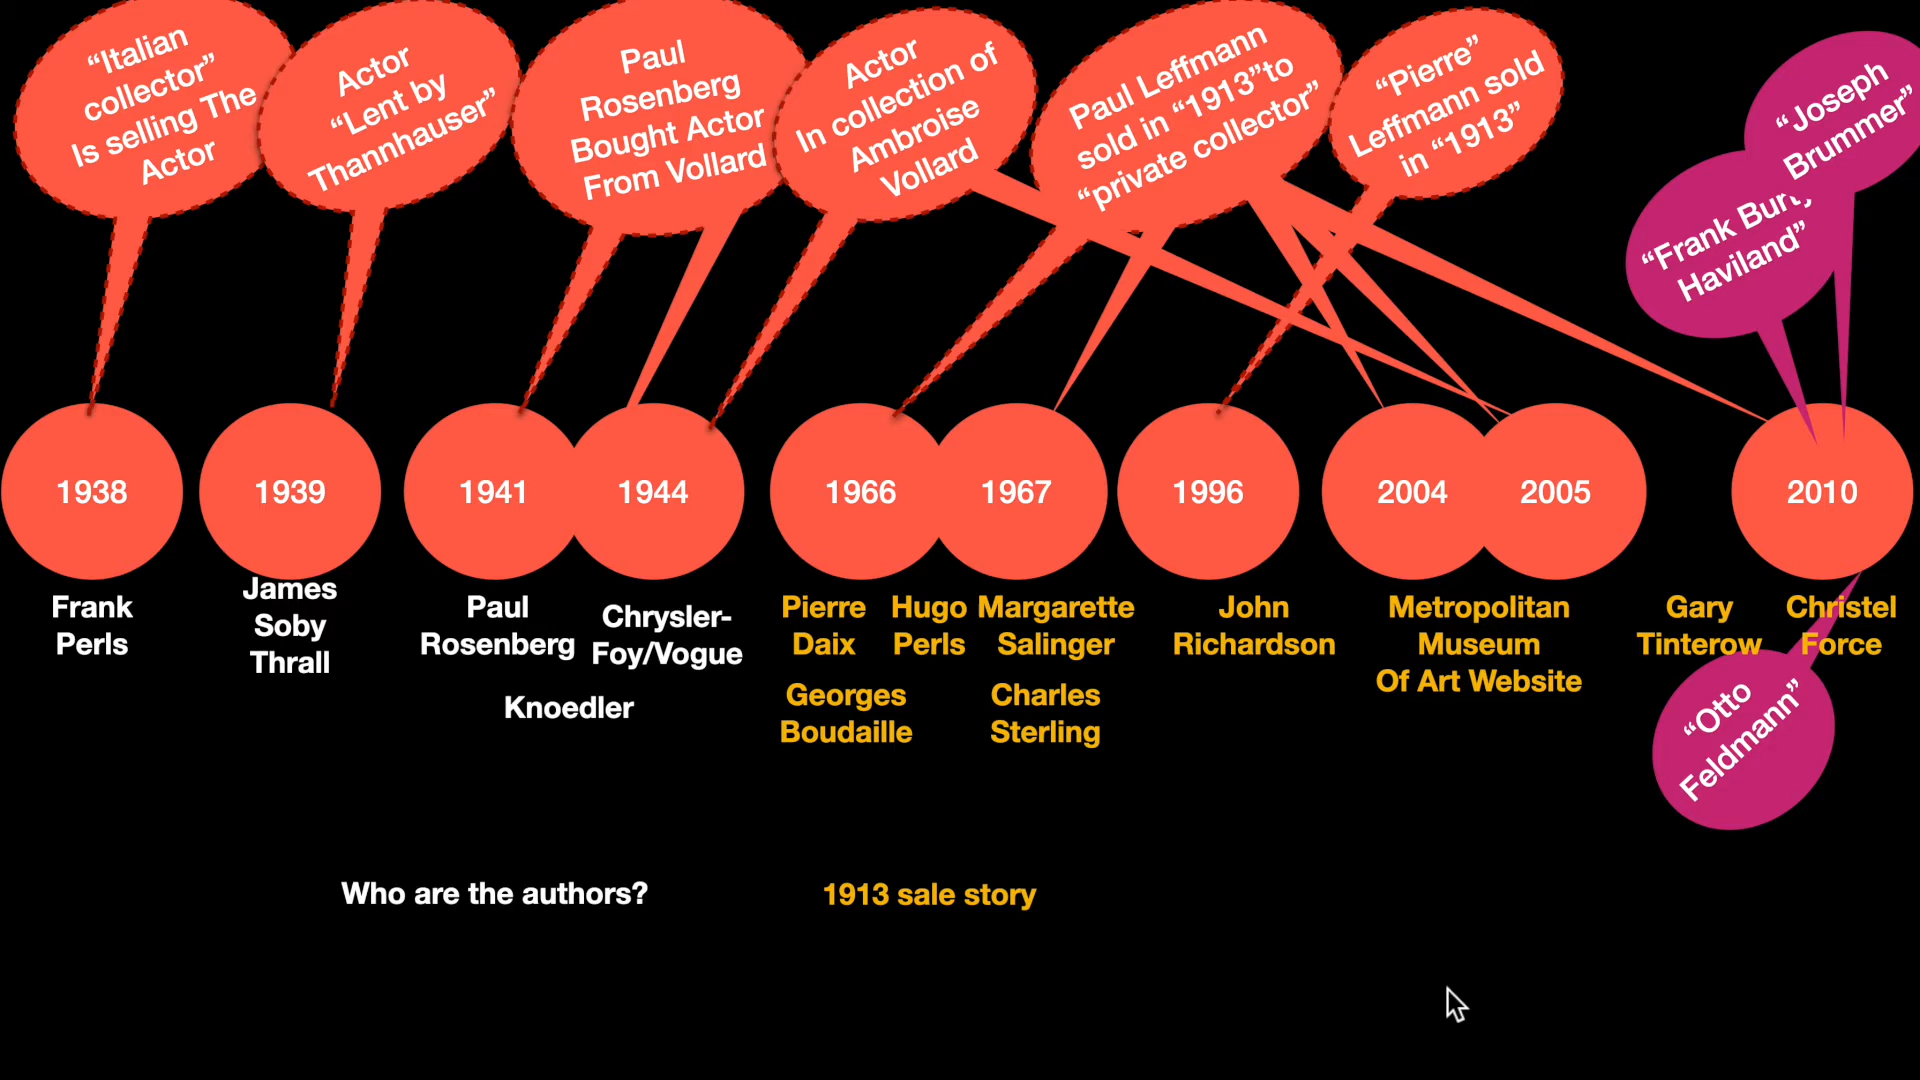 “Italian
collector”
Is selling The
Actor
Actor
“Lent by
Thannhauser”
Paul
Rosenberg
Bought Actor
From Vollard
Actor
In collection of
Ambroise
Vollard
Paul Leffmann
sold in “1913”to
“private collector”
“Pierre”
Leffmann sold
in “1913”
“Joseph
Brummer”
“Frank Burty
Haviland”
1938
1939
1941
1944
1966
1967
1996
2004
2005
2010
Frank
Perls
James
Soby
Thrall
Paul
Rosenberg
Chrysler-
Foy/Vogue
Knoedler
Pierre
Daix
Hugo
Perls
Margarette
Salinger
Georges
Boudaille
Charles
Sterling
John
Richardson
Metropolitan
Museum
Of Art Website
Gary
Tinterow
Christel
Force
“Otto
Feldmann”
Who are the authors?
1913 sale story